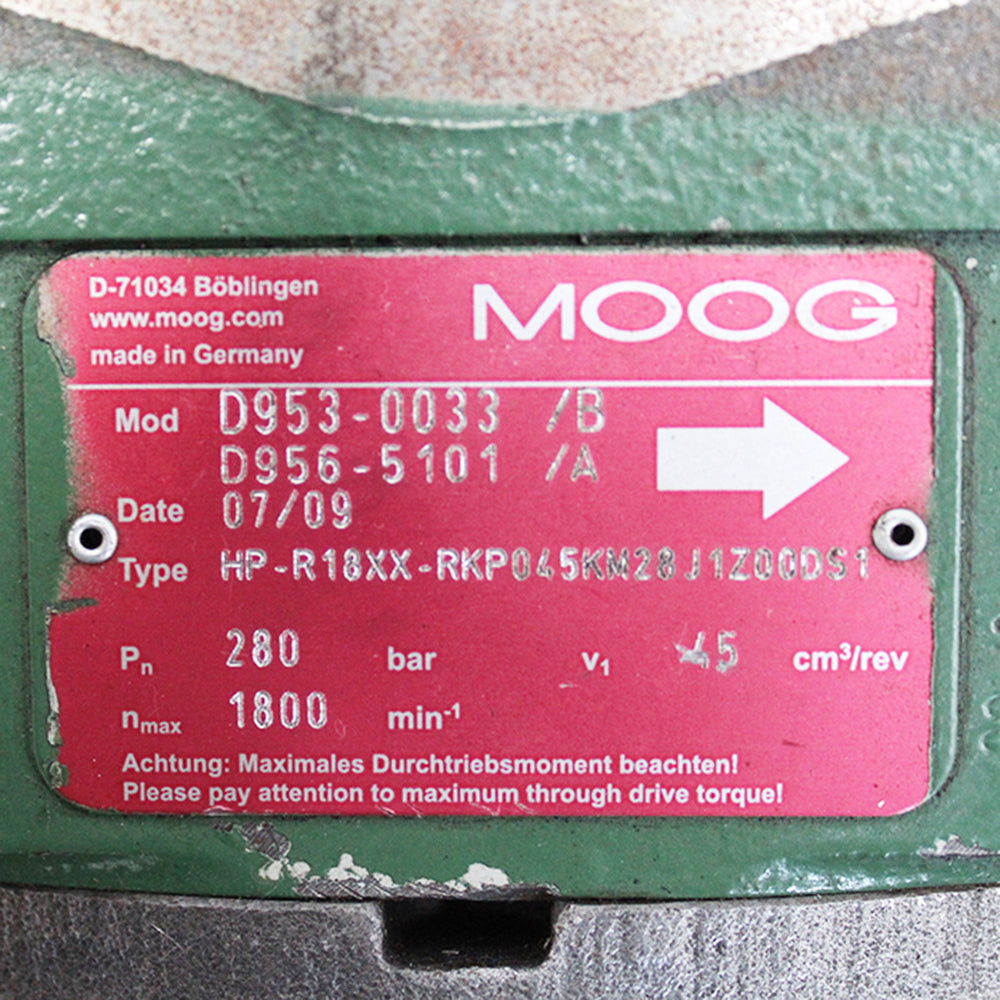 D-71034 Böblingen
www.moog.com
made in Germany
MOOG
Mod D953-0033 /B
D956-5101 /A
Date 07/09
Type HP-R18XX-RKP045KM28J1Z00DS1
Pn 280 bar v1 45 cm³/rev
nmax 1800 min⁻¹
Achtung: Maximales Durchtriebsmoment beachten!
Please pay attention to maximum through drive torque!